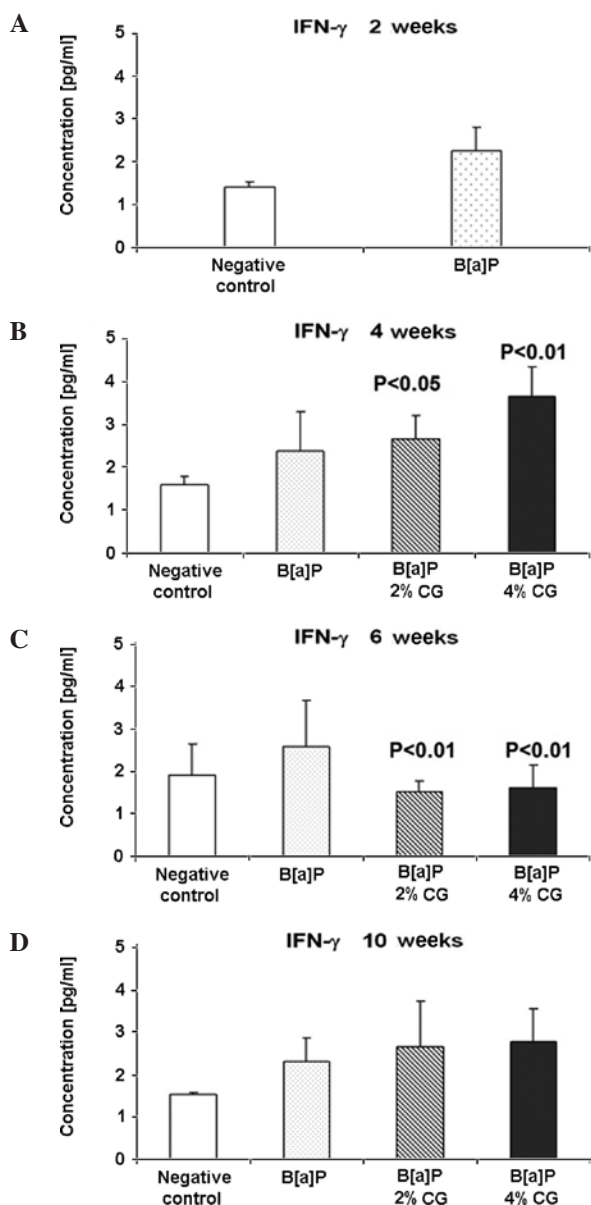 A
IFN-γ 2 weeks
Concentration [pg/ml]
5
4
3
2
1
0
Negative
control
B[a]P
B
IFN-γ 4 weeks
Concentration [pg/ml]
5
4
3
2
1
0
P<0.05
P<0.01
Negative
control
B[a]P
B[a]P
2% CG
B[a]P
4% CG
C
IFN-γ 6 weeks
Concentration [pg/ml]
5
4
3
2
1
0
P<0.01
P<0.01
Negative
control
B[a]P
B[a]P
2% CG
B[a]P
4% CG
D
IFN-γ 10 weeks
Concentration [pg/ml]
5
4
3
2
1
0
Negative
control
B[a]P
B[a]P
2% CG
B[a]P
4% CG